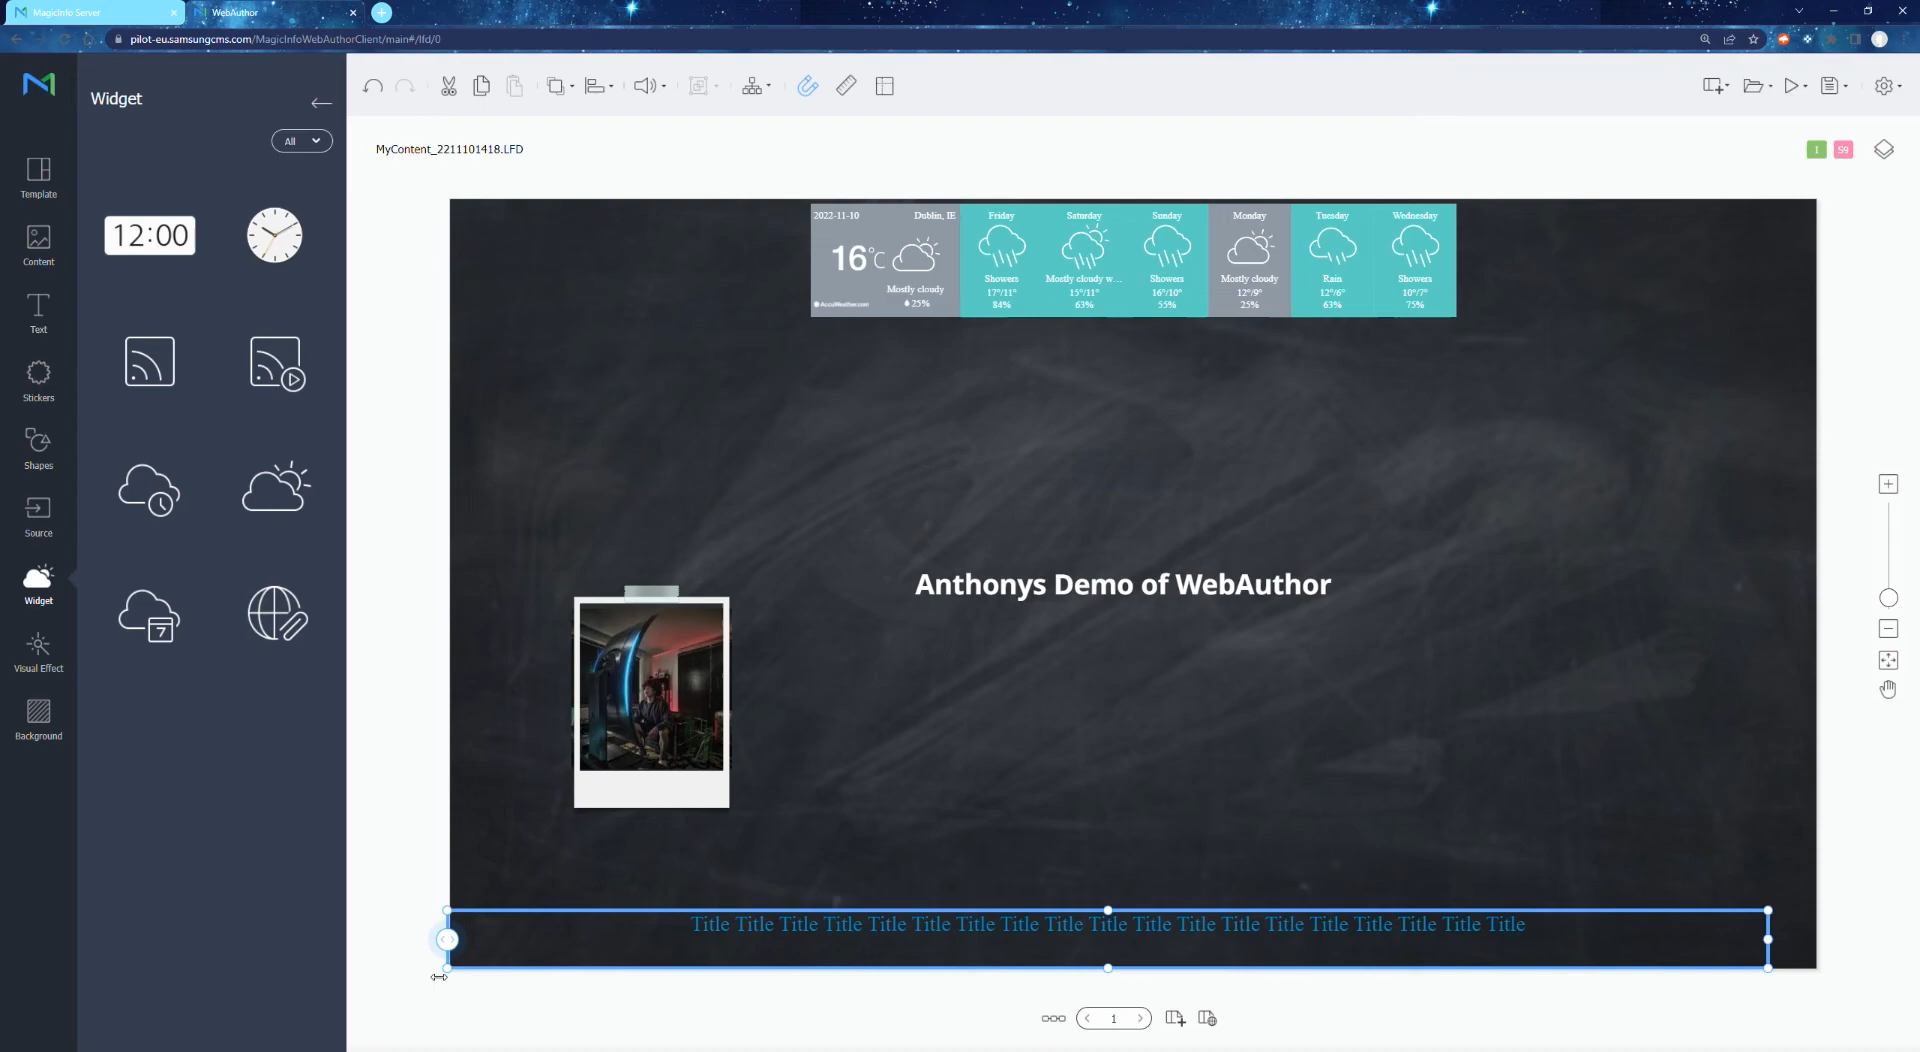 MagicInfo Server
WebAuthor
pilot-eu.samsungcms.com/MagicInfoWebAuthorClient/main#/lfd/0
Widget
All
MyContent_2211101418.LFD
I
S9
Template
Content
Text
Stickers
Shapes
Source
Widget
Visual Effect
Background
12:00
7
2022-11-10 Dublin, IE
16°C
Mostly cloudy
AccuWeather.com 25%
Friday Saturday Sunday Monday Tuesday Wednesday
Showers Mostly cloudy w... Showers Mostly cloudy Rain Showers
17°/11° 15°/11° 16°/10° 12°/9° 12°/6° 10°/7°
84% 63% 55% 25% 63% 75%
Anthonys Demo of WebAuthor
Title Title Title Title Title Title Title Title Title Title Title Title Title Title Title Title Title Title Title
1